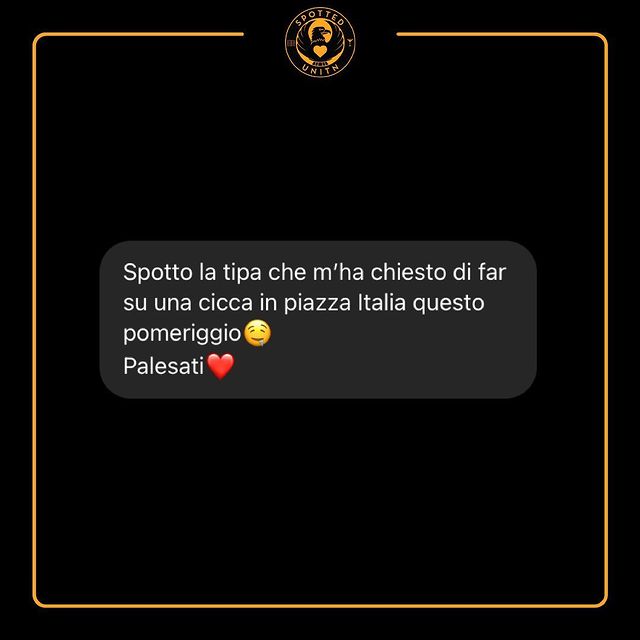 SPOTTED
UNITN
Spotto la tipa che m’ha chiesto di far
su una cicca in piazza Italia questo
pomeriggio🤤
Palesati❤️